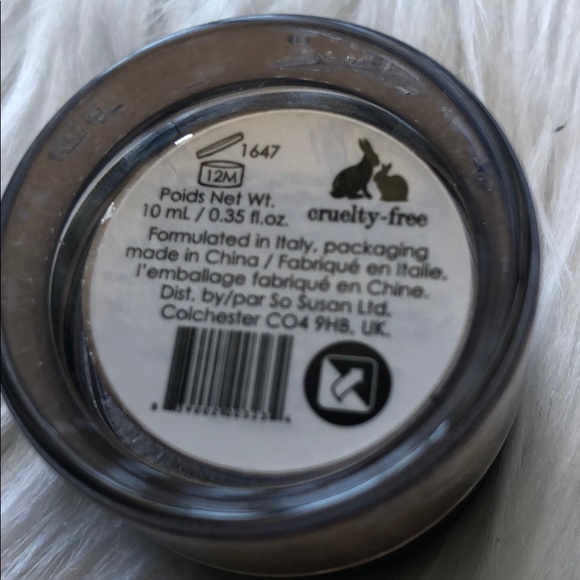 1647
12M
Poids Net Wt.
10 mL / 0.35 fl.oz.
cruelty-free
Formulated in Italy, packaging
made in China / Fabriqué en Italie,
l'emballage fabriqué en Chine.
Dist. by/par So Susan Ltd.
Colchester CO4 9HB, UK.